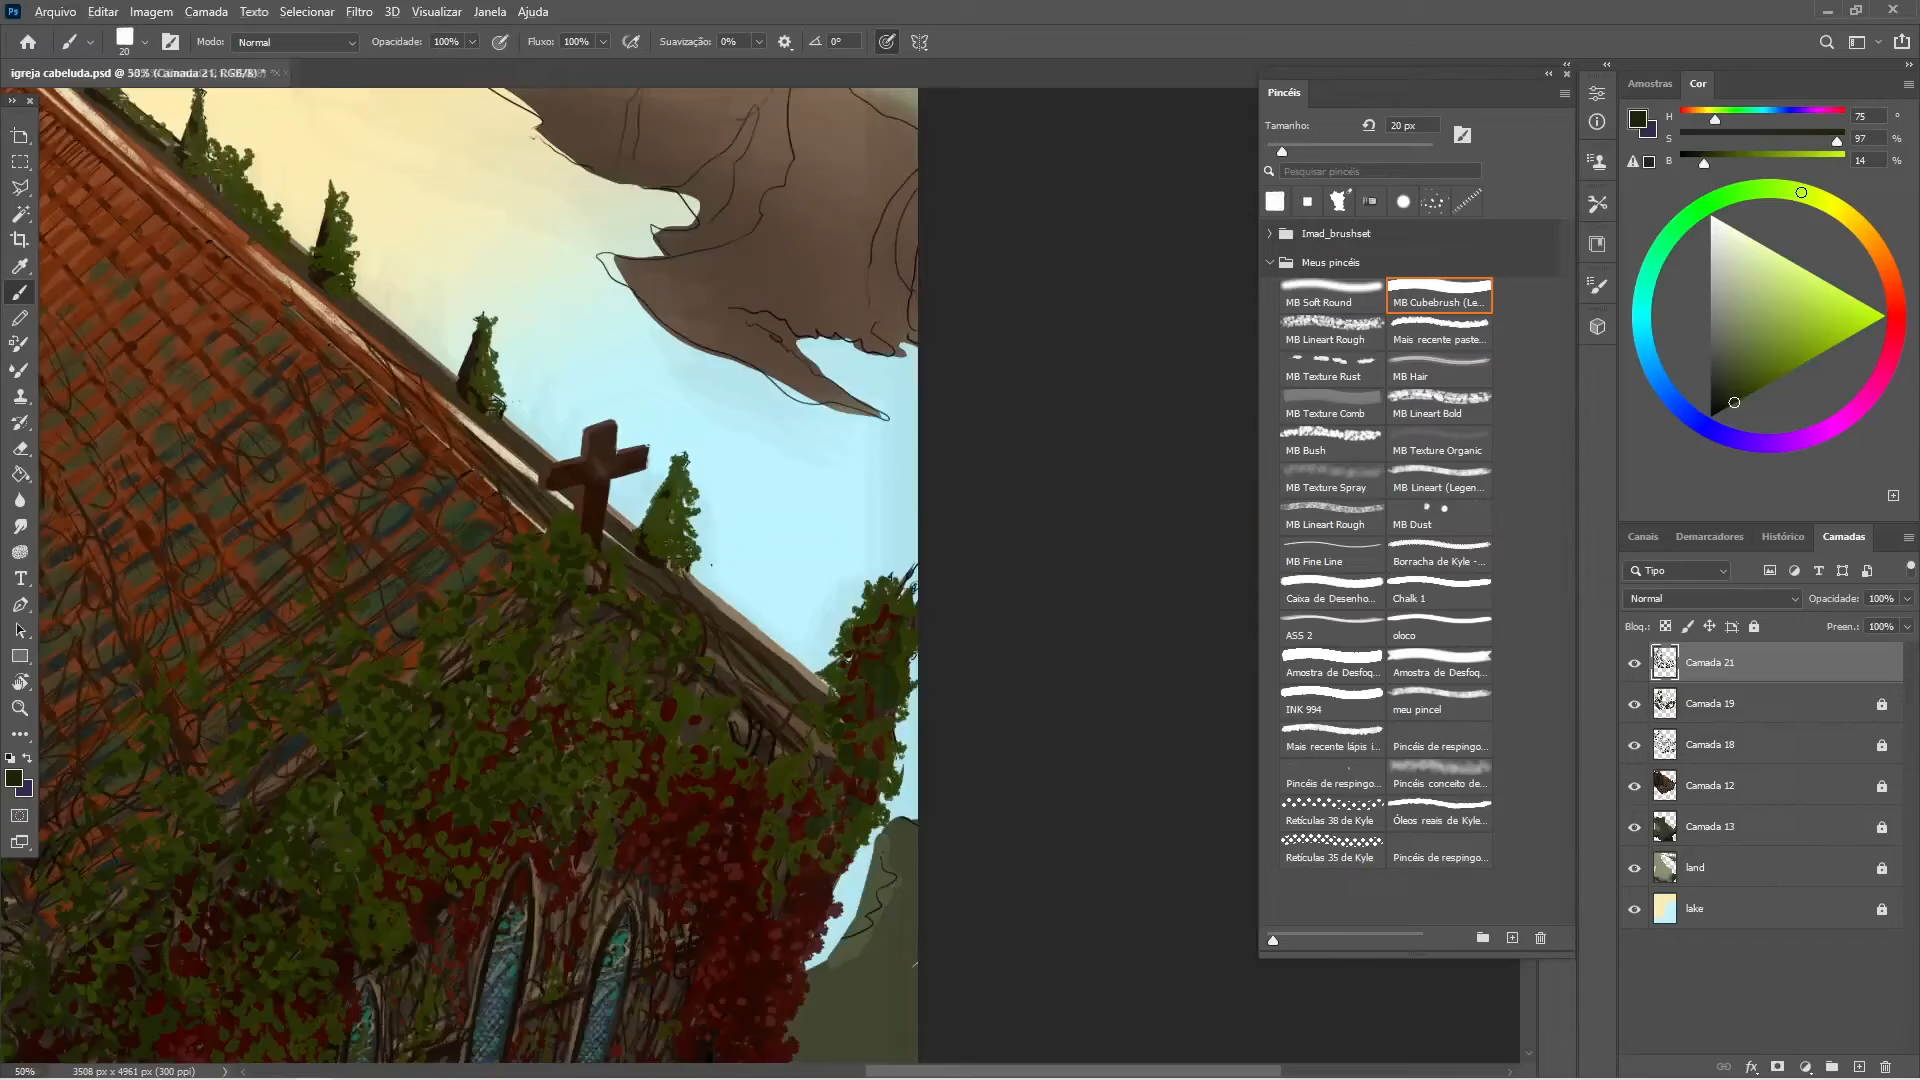 Ps Arquivo Editar Imagem Camada Texto Selecionar Filtro 3D Visualizar Janela Ajuda
20 Modo: Normal Opacidade: 100% Fluxo: 100% Suavização: 0% 0°
igreja cabeluda.psd @ 50% (Camada 21, RGB/8) *
Pincéis
Tamanho: 20 px
Pesquisar pincéis
Imad_brushset
Meus pincéis
MB Soft Round MB Cubebrush (Le...
MB Lineart Rough Mais recente paste...
MB Texture Rust MB Hair
MB Texture Comb MB Lineart Bold
MB Bush MB Texture Organic
MB Texture Spray MB Lineart (Legen...
MB Lineart Rough MB Dust
MB Fine Line Borracha de Kyle -...
Caixa de Desenho... Chalk 1
ASS 2 oloco
Amostra de Desfoq... Amostra de Desfoq...
INK 994 meu pincel
Mais recente lápis i... Pincéis de respingo...
Pincéis de respingo... Pincéis conceito de...
Retículas 38 de Kyle Óleos reais de Kyle...
Retículas 35 de Kyle Pincéis de respingo...
Amostras Cor
H 75 °
S 97 %
B 14 %
Canais Demarcadores Histórico Camadas
Tipo
Normal Opacidade: 100%
Bloq.: Preen.: 100%
Camada 21
Camada 19
Camada 18
Camada 12
Camada 13
land
lake
50% 3508 px x 4961 px (300 ppi)